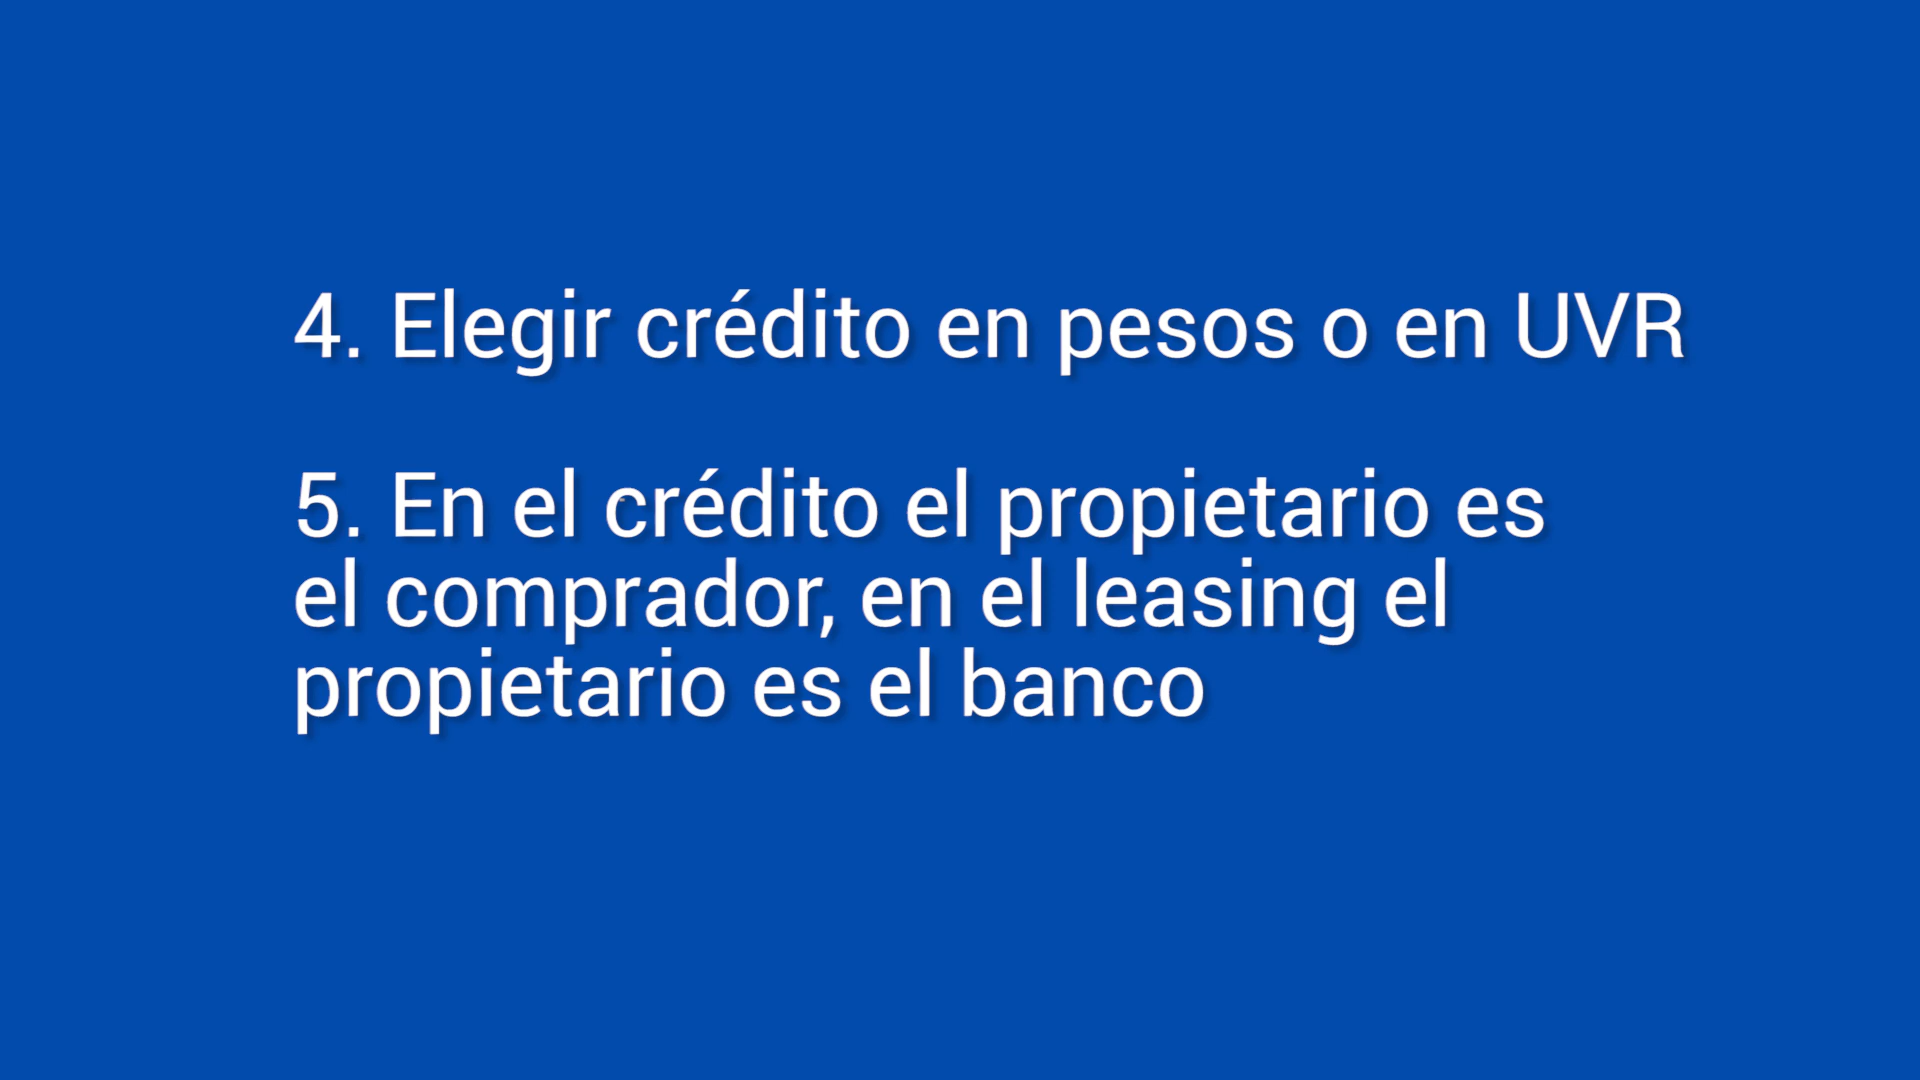 4. Elegir crédito en pesos o en UVR
5. En el crédito el propietario es
el comprador, en el leasing el
propietario es el banco